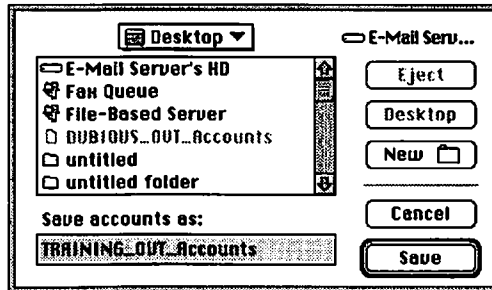 Desktop
E-Mail Serv...
E-Mail Server's HD
Fax Queue
File-Based Server
DUBIOUS_OUT_Accounts
untitled
untitled folder
Eject
Desktop
New
Save accounts as:
TRAINING_OUT_Accounts
Cancel
Save